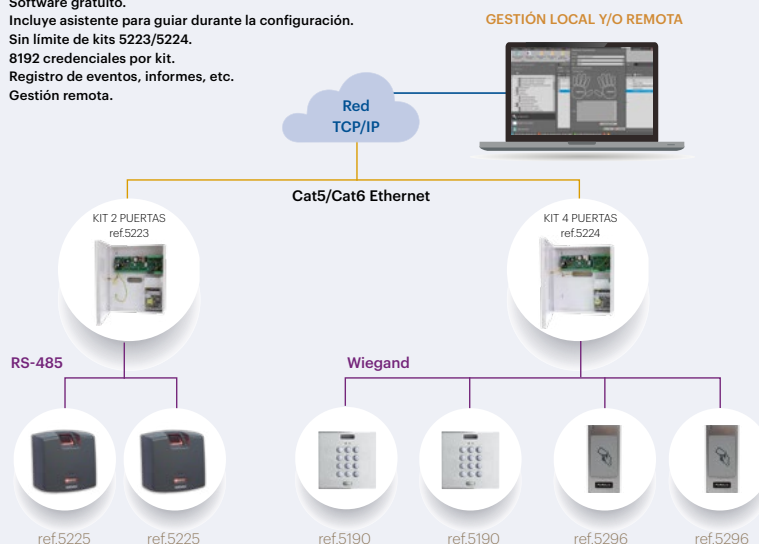 Software gratuito.
Incluye asistente para guiar durante la configuración.
Sin límite de kits 5223/5224.
8192 credenciales por kit.
Registro de eventos, informes, etc.
Gestión remota.
GESTIÓN LOCAL Y/O REMOTA
Red
TCP/IP
Cat5/Cat6 Ethernet
KIT 2 PUERTAS
ref.5223
KIT 4 PUERTAS
ref.5224
RS-485
Wiegand
ref.5225
ref.5225
ref.5190
ref.5190
ref.5296
ref.5296